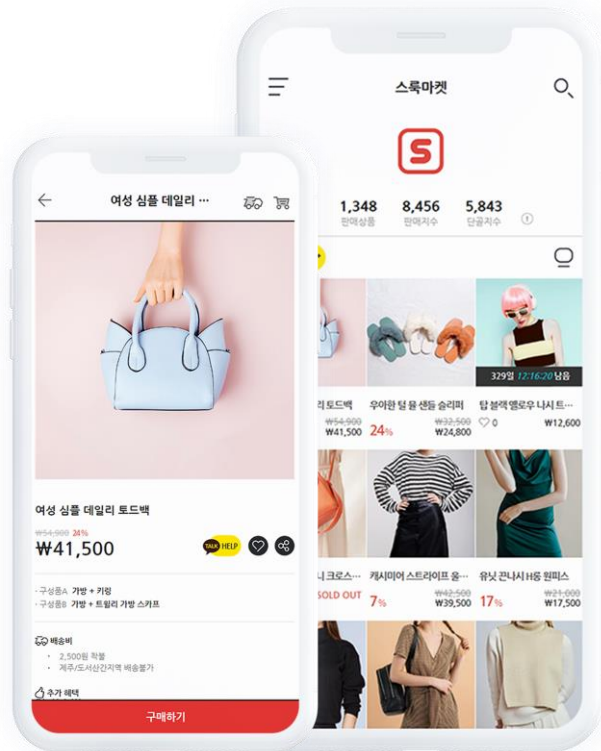 스룩마켓
S
1,348 8,456 5,843
판매상품 판매지수 단골지수
329일 12:16:20 남음
리 토드백
₩54,900
₩41,500
우아한 털 뮬 샌들 슬리퍼
₩32,500
24% ₩24,800
탑 블랙 옐로우 나시 트…
0 ₩12,600
니 크로스…
SOLD OUT
캐시미어 스트라이프 울…
₩42,500
7% ₩39,500
유넛 끈나시 H롱 원피스
₩21,000
17% ₩17,500
여성 심플 데일리 …
여성 심플 데일리 토드백
₩54,900 24%
₩41,500
TALK HELP
· 구성품A 가방 + 키링
· 구성품B 가방 + 트윌리 가방 스카프
배송비
· 2,500원 착불
· 제주/도서산간지역 배송불가
추가 혜택
구매하기